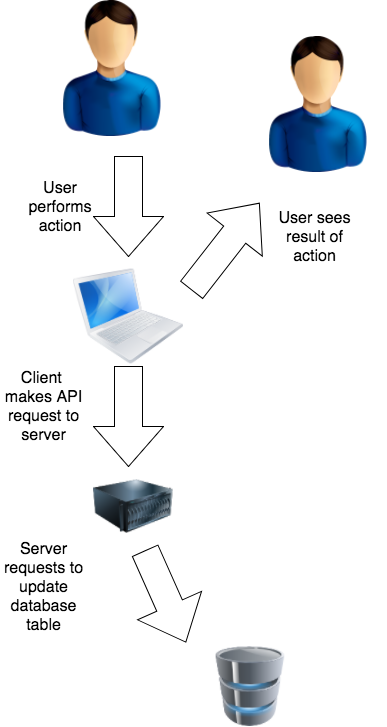 User
performs
action
User sees
result of
action
Client
makes API
request to
server
Server
requests to
update
database
table